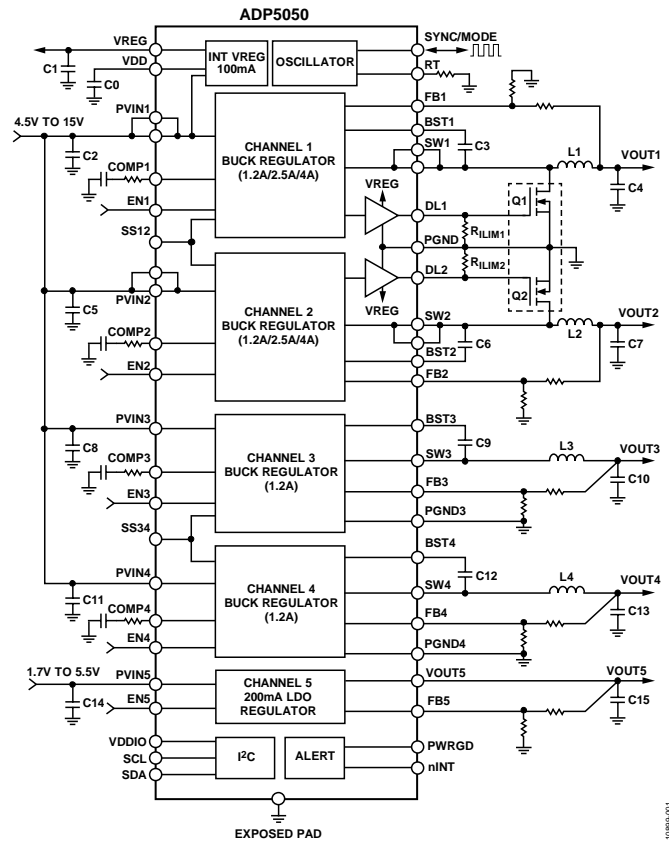 ADP5050
VREG
C1
VDD
C0
INT VREG
100mA
OSCILLATOR
SYNC/MODE
RT
4.5V TO 15V
PVIN1
C2
COMP1
EN1
SS12
CHANNEL 1
BUCK REGULATOR
(1.2A/2.5A/4A)
FB1
BST1
SW1
C3
L1
VOUT1
C4
VREG
DL1
Q1
RILIM1
PGND
RILIM2
DL2
Q2
VREG
PVIN2
C5
COMP2
EN2
CHANNEL 2
BUCK REGULATOR
(1.2A/2.5A/4A)
SW2
L2
VOUT2
C7
BST2
C6
FB2
PVIN3
C8
COMP3
EN3
SS34
CHANNEL 3
BUCK REGULATOR
(1.2A)
BST3
C9
SW3
L3
VOUT3
C10
FB3
PGND3
PVIN4
C11
COMP4
EN4
CHANNEL 4
BUCK REGULATOR
(1.2A)
BST4
C12
SW4
L4
VOUT4
C13
FB4
PGND4
1.7V TO 5.5V
PVIN5
C14
EN5
CHANNEL 5
200mA LDO
REGULATOR
VOUT5
VOUT5
C15
FB5
VDDIO
SCL
SDA
I2C
ALERT
PWRGD
nINT
EXPOSED PAD
10899-001